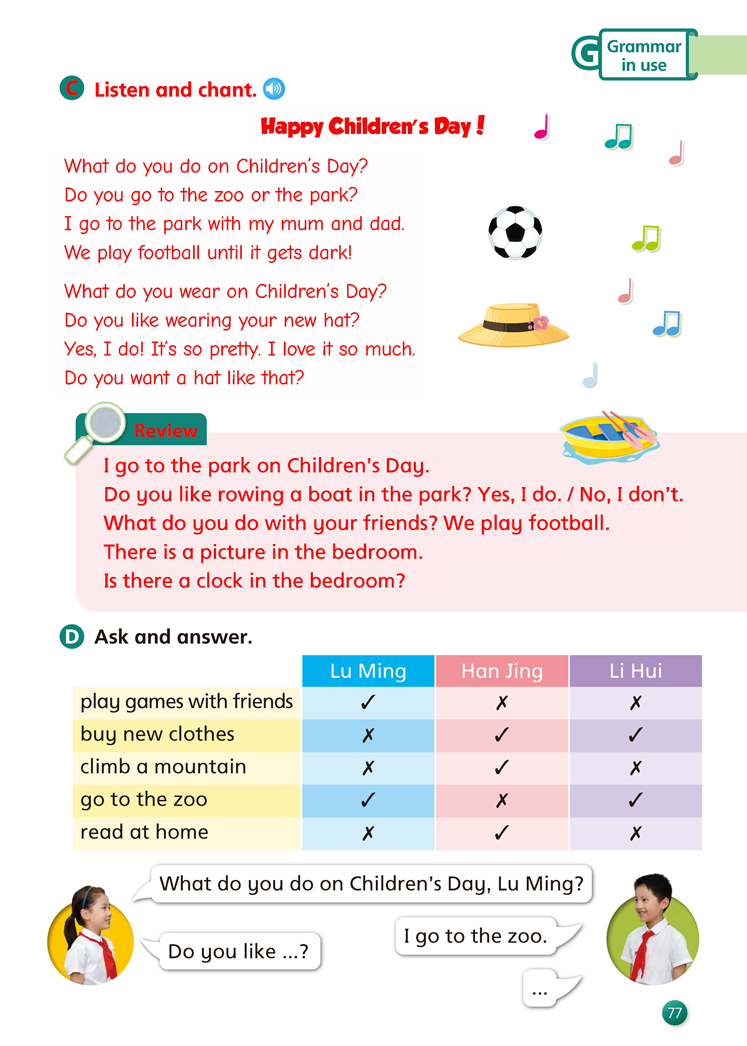 G Grammar
in use
C Listen and chant.
Happy Children's Day!
What do you do on Children's Day?
Do you go to the zoo or the park?
I go to the park with my mum and dad.
We play football until it gets dark!
What do you wear on Children's Day?
Do you like wearing your new hat?
Yes, I do! It's so pretty. I love it so much.
Do you want a hat like that?
Review
I go to the park on Children's Day.
Do you like rowing a boat in the park? Yes, I do. / No, I don't.
What do you do with your friends? We play football.
There is a picture in the bedroom.
Is there a clock in the bedroom?
D Ask and answer.
Lu Ming Han Jing Li Hui
play games with friends ✓ ✗ ✗
buy new clothes ✗ ✓ ✓
climb a mountain ✗ ✓ ✗
go to the zoo ✓ ✗ ✓
read at home ✗ ✓ ✗
What do you do on Children's Day, Lu Ming?
I go to the zoo.
Do you like ...?
...
77